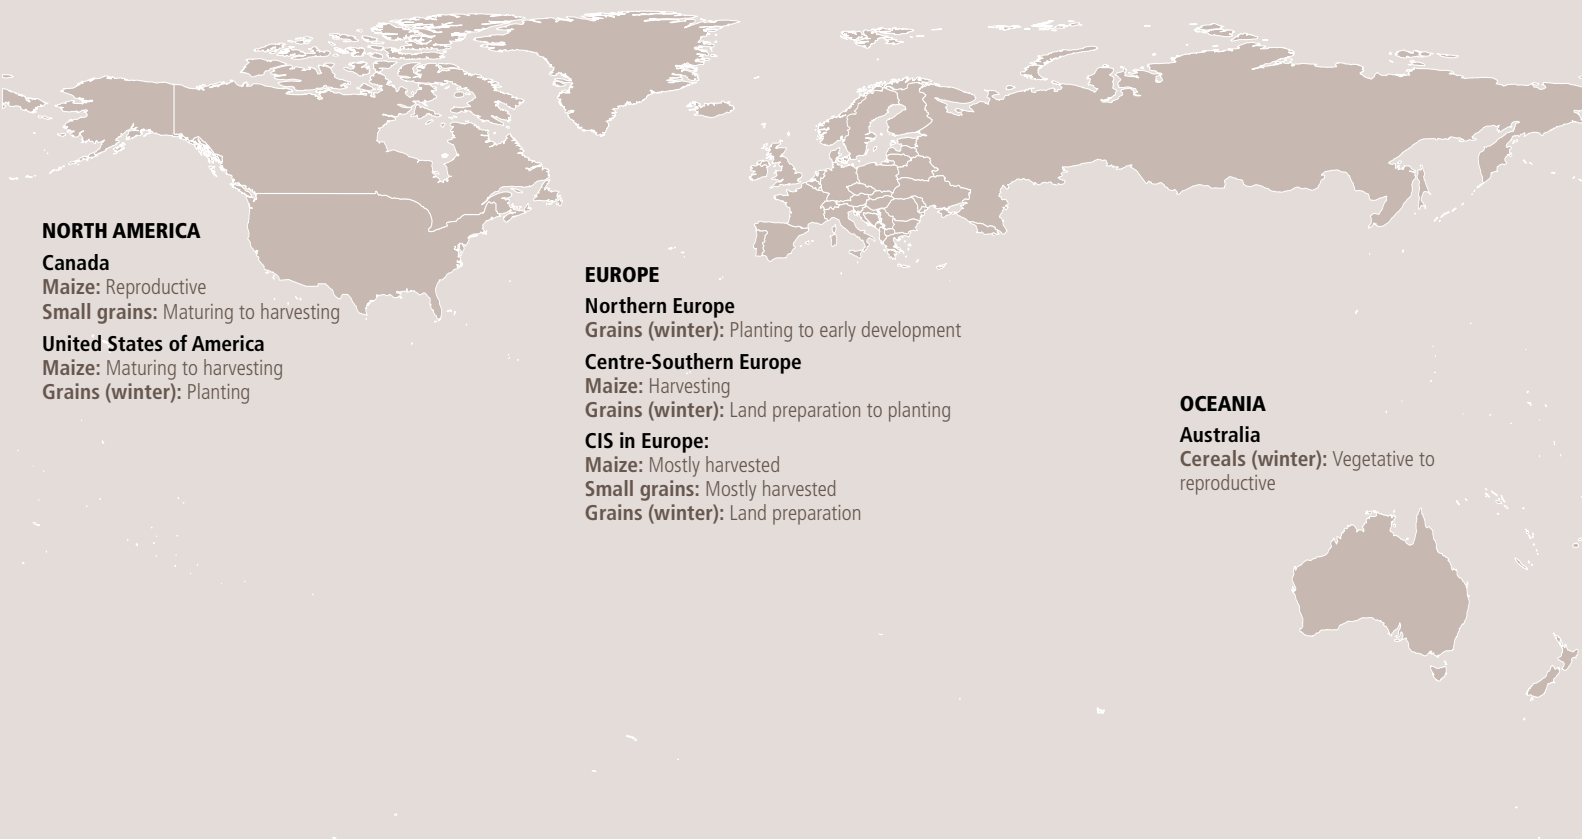 NORTH AMERICA
Canada
Maize: Reproductive
Small grains: Maturing to harvesting
United States of America
Maize: Maturing to harvesting
Grains (winter): Planting
EUROPE
Northern Europe
Grains (winter): Planting to early development
Centre-Southern Europe
Maize: Harvesting
Grains (winter): Land preparation to planting
CIS in Europe:
Maize: Mostly harvested
Small grains: Mostly harvested
Grains (winter): Land preparation
OCEANIA
Australia
Cereals (winter): Vegetative to
reproductive